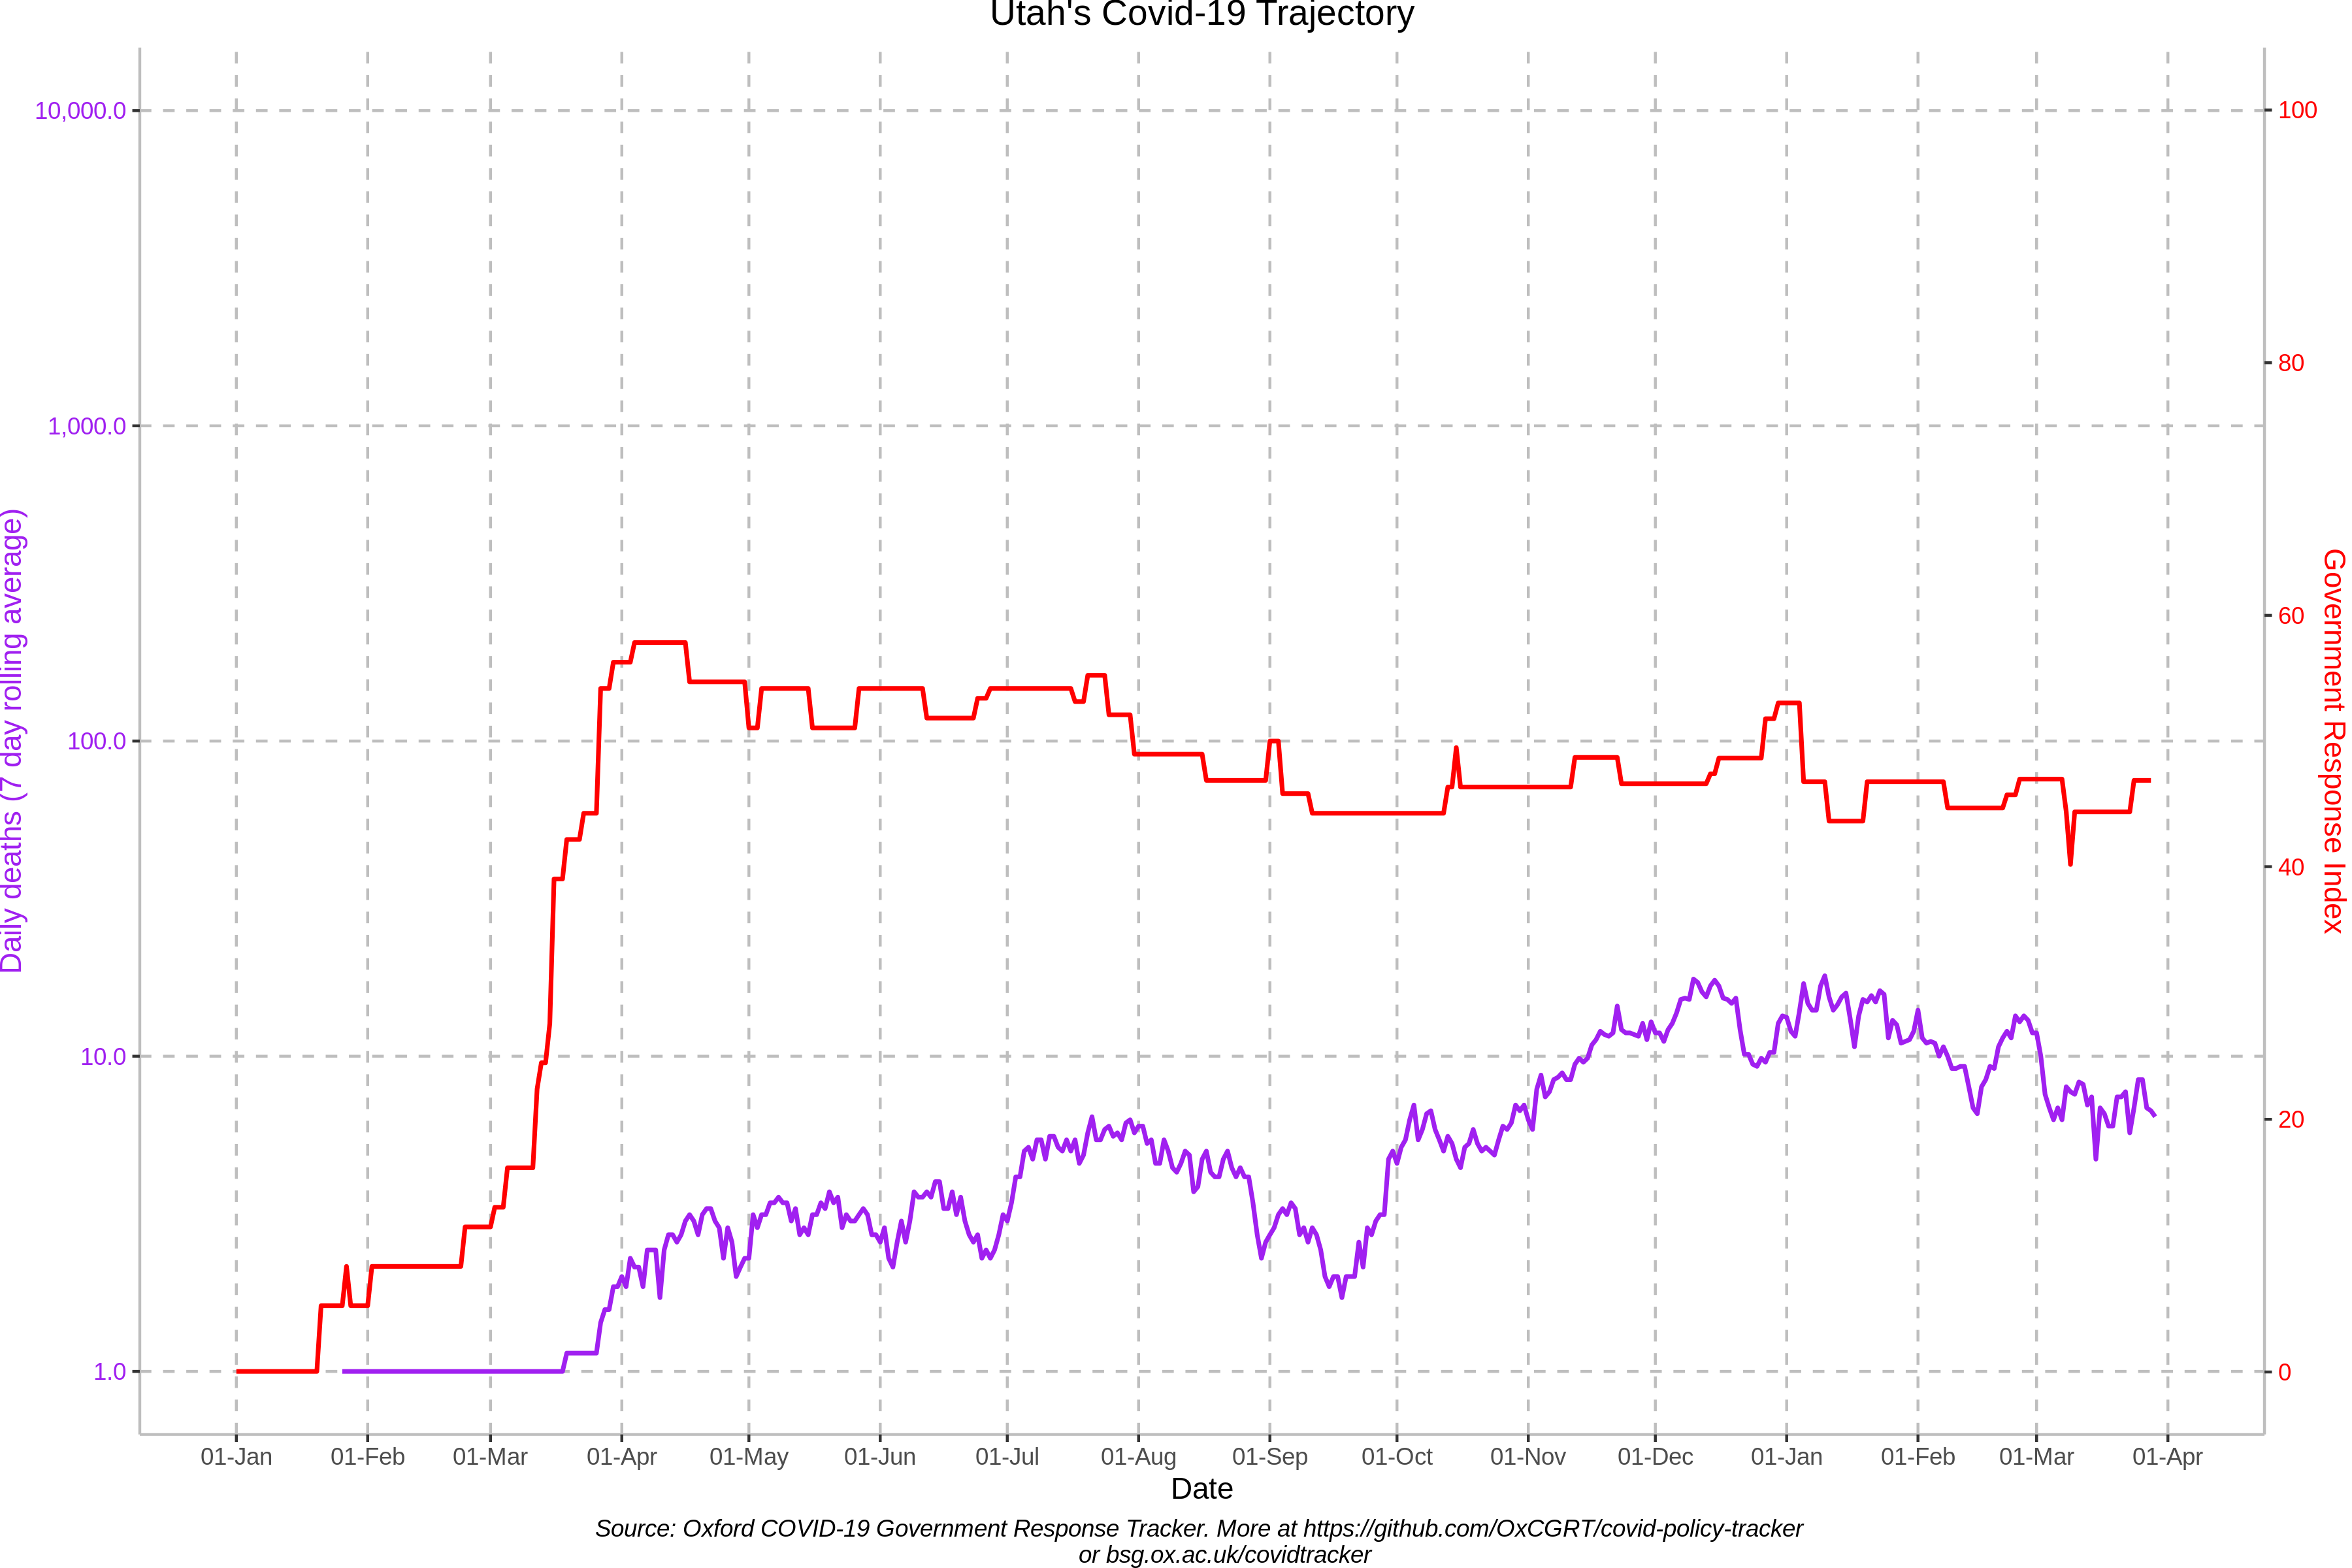 Utah's Covid-19 Trajectory
10,000.0
1,000.0
100.0
10.0
1.0
Daily deaths (7 day rolling average)
100
80
60
40
20
0
Government Response Index
01-Jan
01-Feb
01-Mar
01-Apr
01-May
01-Jun
01-Jul
01-Aug
01-Sep
01-Oct
01-Nov
01-Dec
01-Jan
01-Feb
01-Mar
01-Apr
Date
Source: Oxford COVID-19 Government Response Tracker. More at https://github.com/OxCGRT/covid-policy-tracker
or bsg.ox.ac.uk/covidtracker